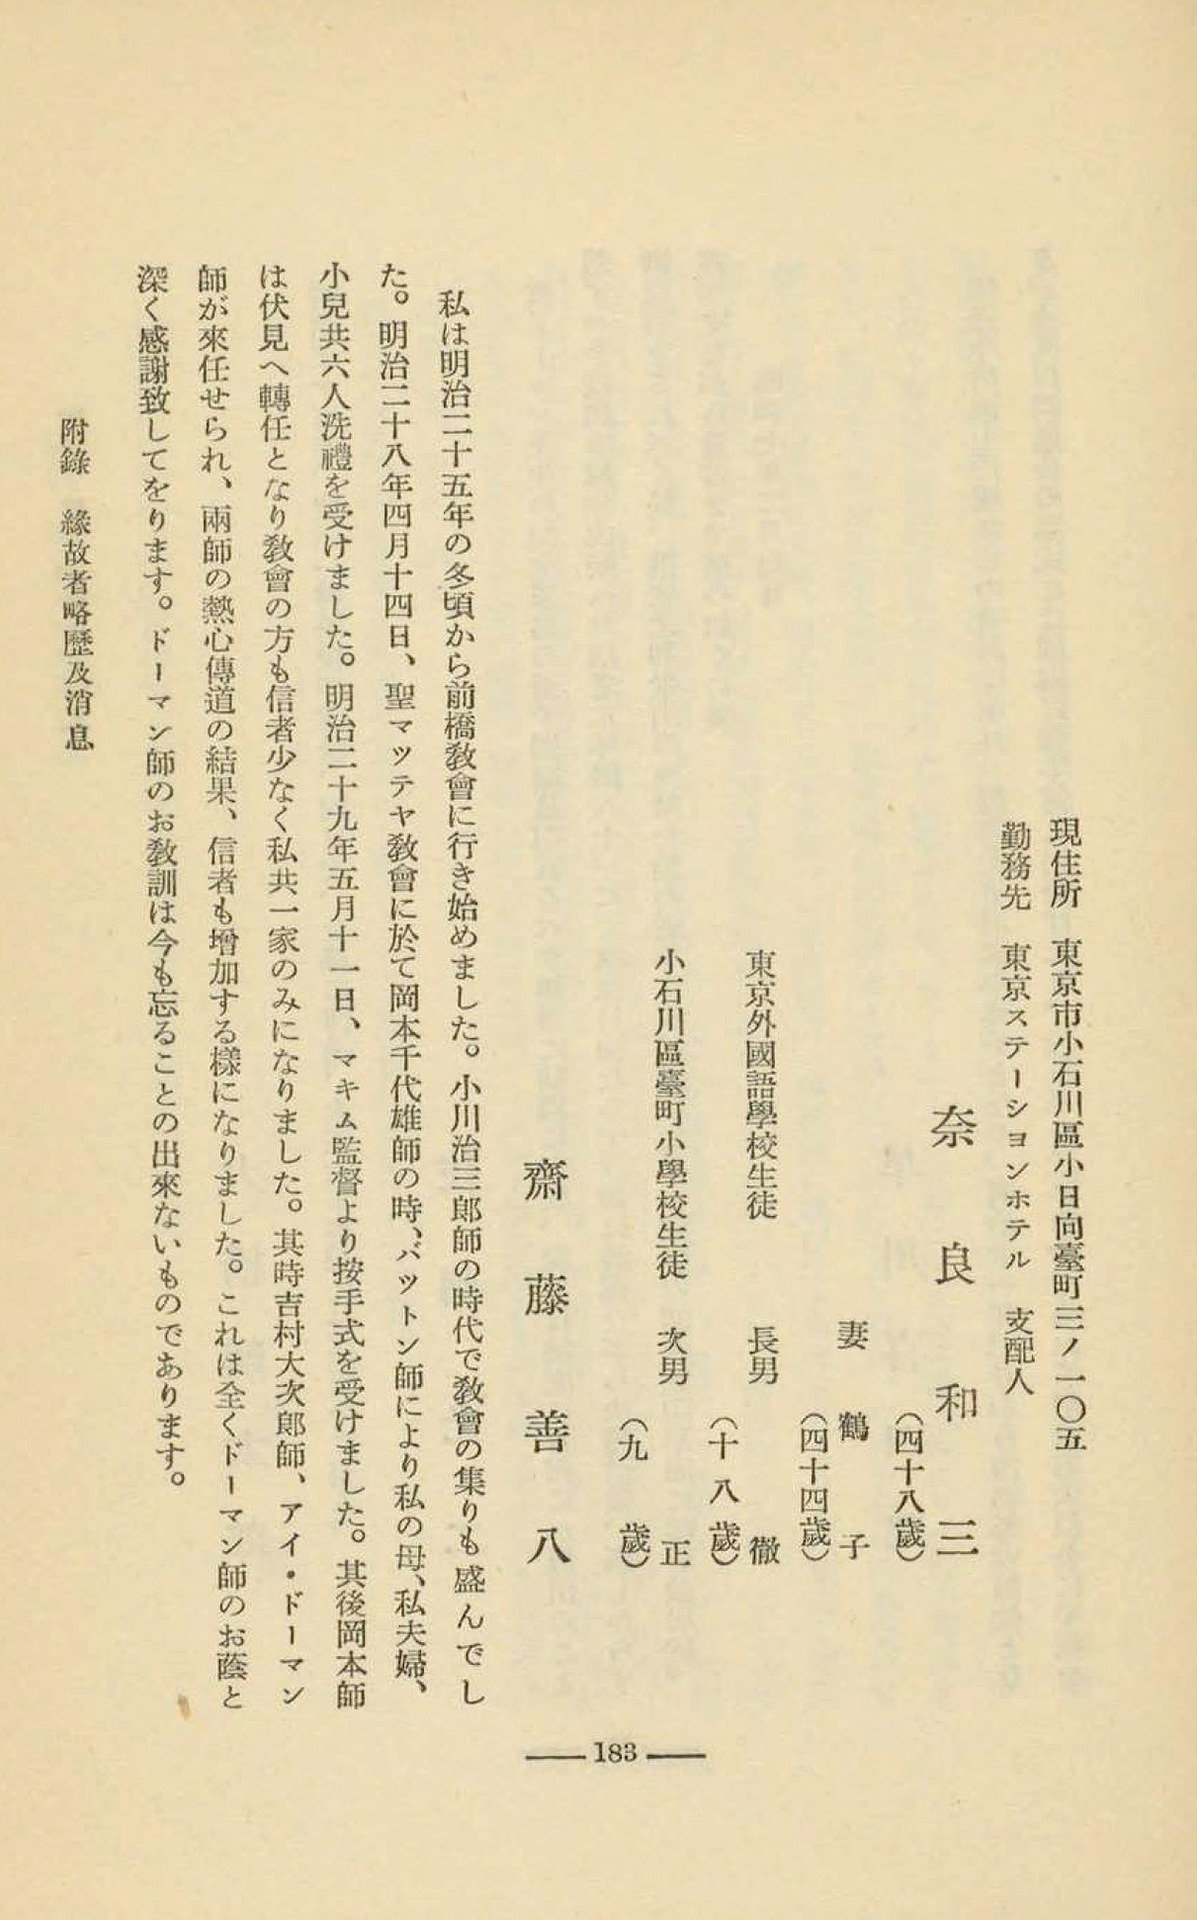 現住所　東京市小石川區小日向臺町三ノ一〇五
勤務先　東京ステーションホテル　支配人
奈良和三
（四十八歲）
妻　鶴子
（四十四歲）
東京外國語學校生徒　長男　徹
（十八歲）
小石川區臺町小學校生徒　次男　正
（九歲）
齋藤善八
私は明治二十五年の冬頃から前橋敎會に行き始めました。小川治三郎師の時代で敎會の集りも盛んでし
た。明治二十八年四月十四日、聖マッテヤ敎會に於て岡本千代雄師の時、バットン師により私の母、私夫婦、
小兒共六人洗禮を受けました。明治二十九年五月十一日、マキム監督より按手式を受けました。其後岡本師
は伏見へ轉任となり敎會の方も信者少なく私共一家のみになりました。其時吉村大次郎師、アイ・ドーマン
師が來任せられ、兩師の熱心傳道の結果、信者も增加する樣になりました。これは全くドーマン師のお蔭と
深く感謝致してをります。ドーマン師のお敎訓は今も忘ることの出來ないものであります。
附錄　緣故者略歷及消息
183